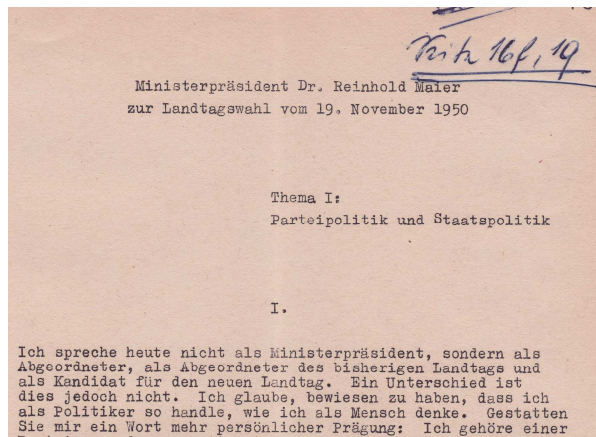 16f, 19
Ministerpräsident Dr. Reinhold Maier
zur Landtagswahl vom 19. November 1950
Thema I:
Parteipolitik und Staatspolitik
I.
Ich spreche heute nicht als Ministerpräsident, sondern als
Abgeordneter, als Abgeordneter des bisherigen Landtags und
als Kandidat für den neuen Landtag. Ein Unterschied ist
dies jedoch nicht. Ich glaube, bewiesen zu haben, dass ich
als Politiker so handle, wie ich als Mensch denke. Gestatten
Sie mir ein Wort mehr persönlicher Prägung: Ich gehöre einer